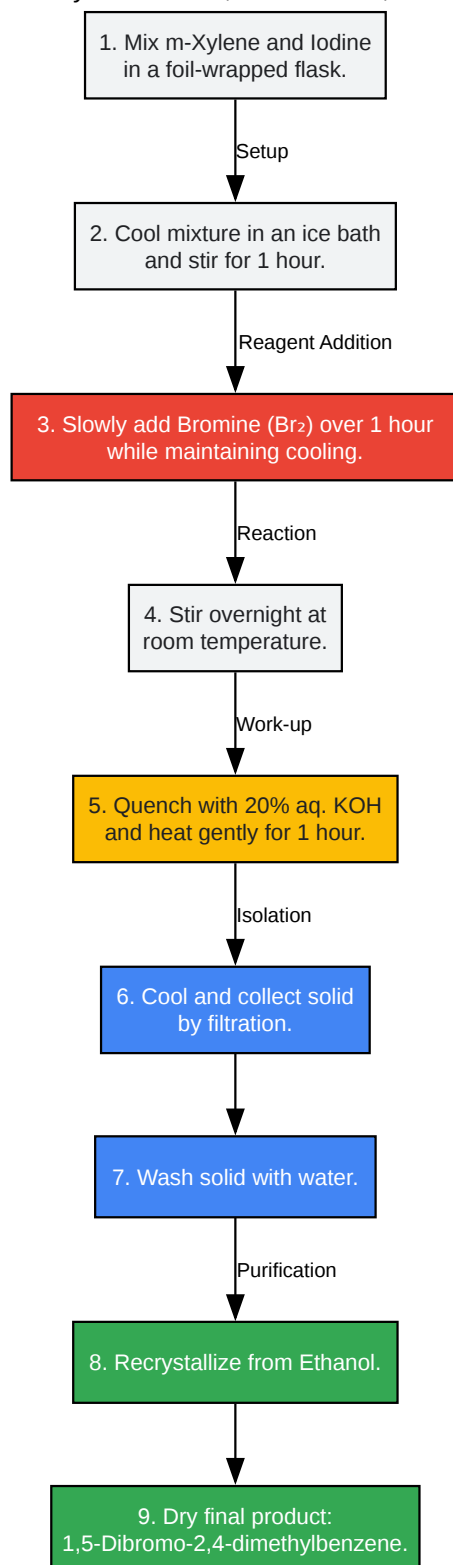 1. Mix m-Xylene and Iodine
in a foil-wrapped flask.
Setup
2. Cool mixture in an ice bath
and stir for 1 hour.
Reagent Addition
3. Slowly add Bromine (Br₂) over 1 hour
while maintaining cooling.
Reaction
4. Stir overnight at
room temperature.
Work-up
5. Quench with 20% aq. KOH
and heat gently for 1 hour.
Isolation
6. Cool and collect solid
by filtration.
7. Wash solid with water.
Purification
8. Recrystallize from Ethanol.
9. Dry final product:
1,5-Dibromo-2,4-dimethylbenzene.